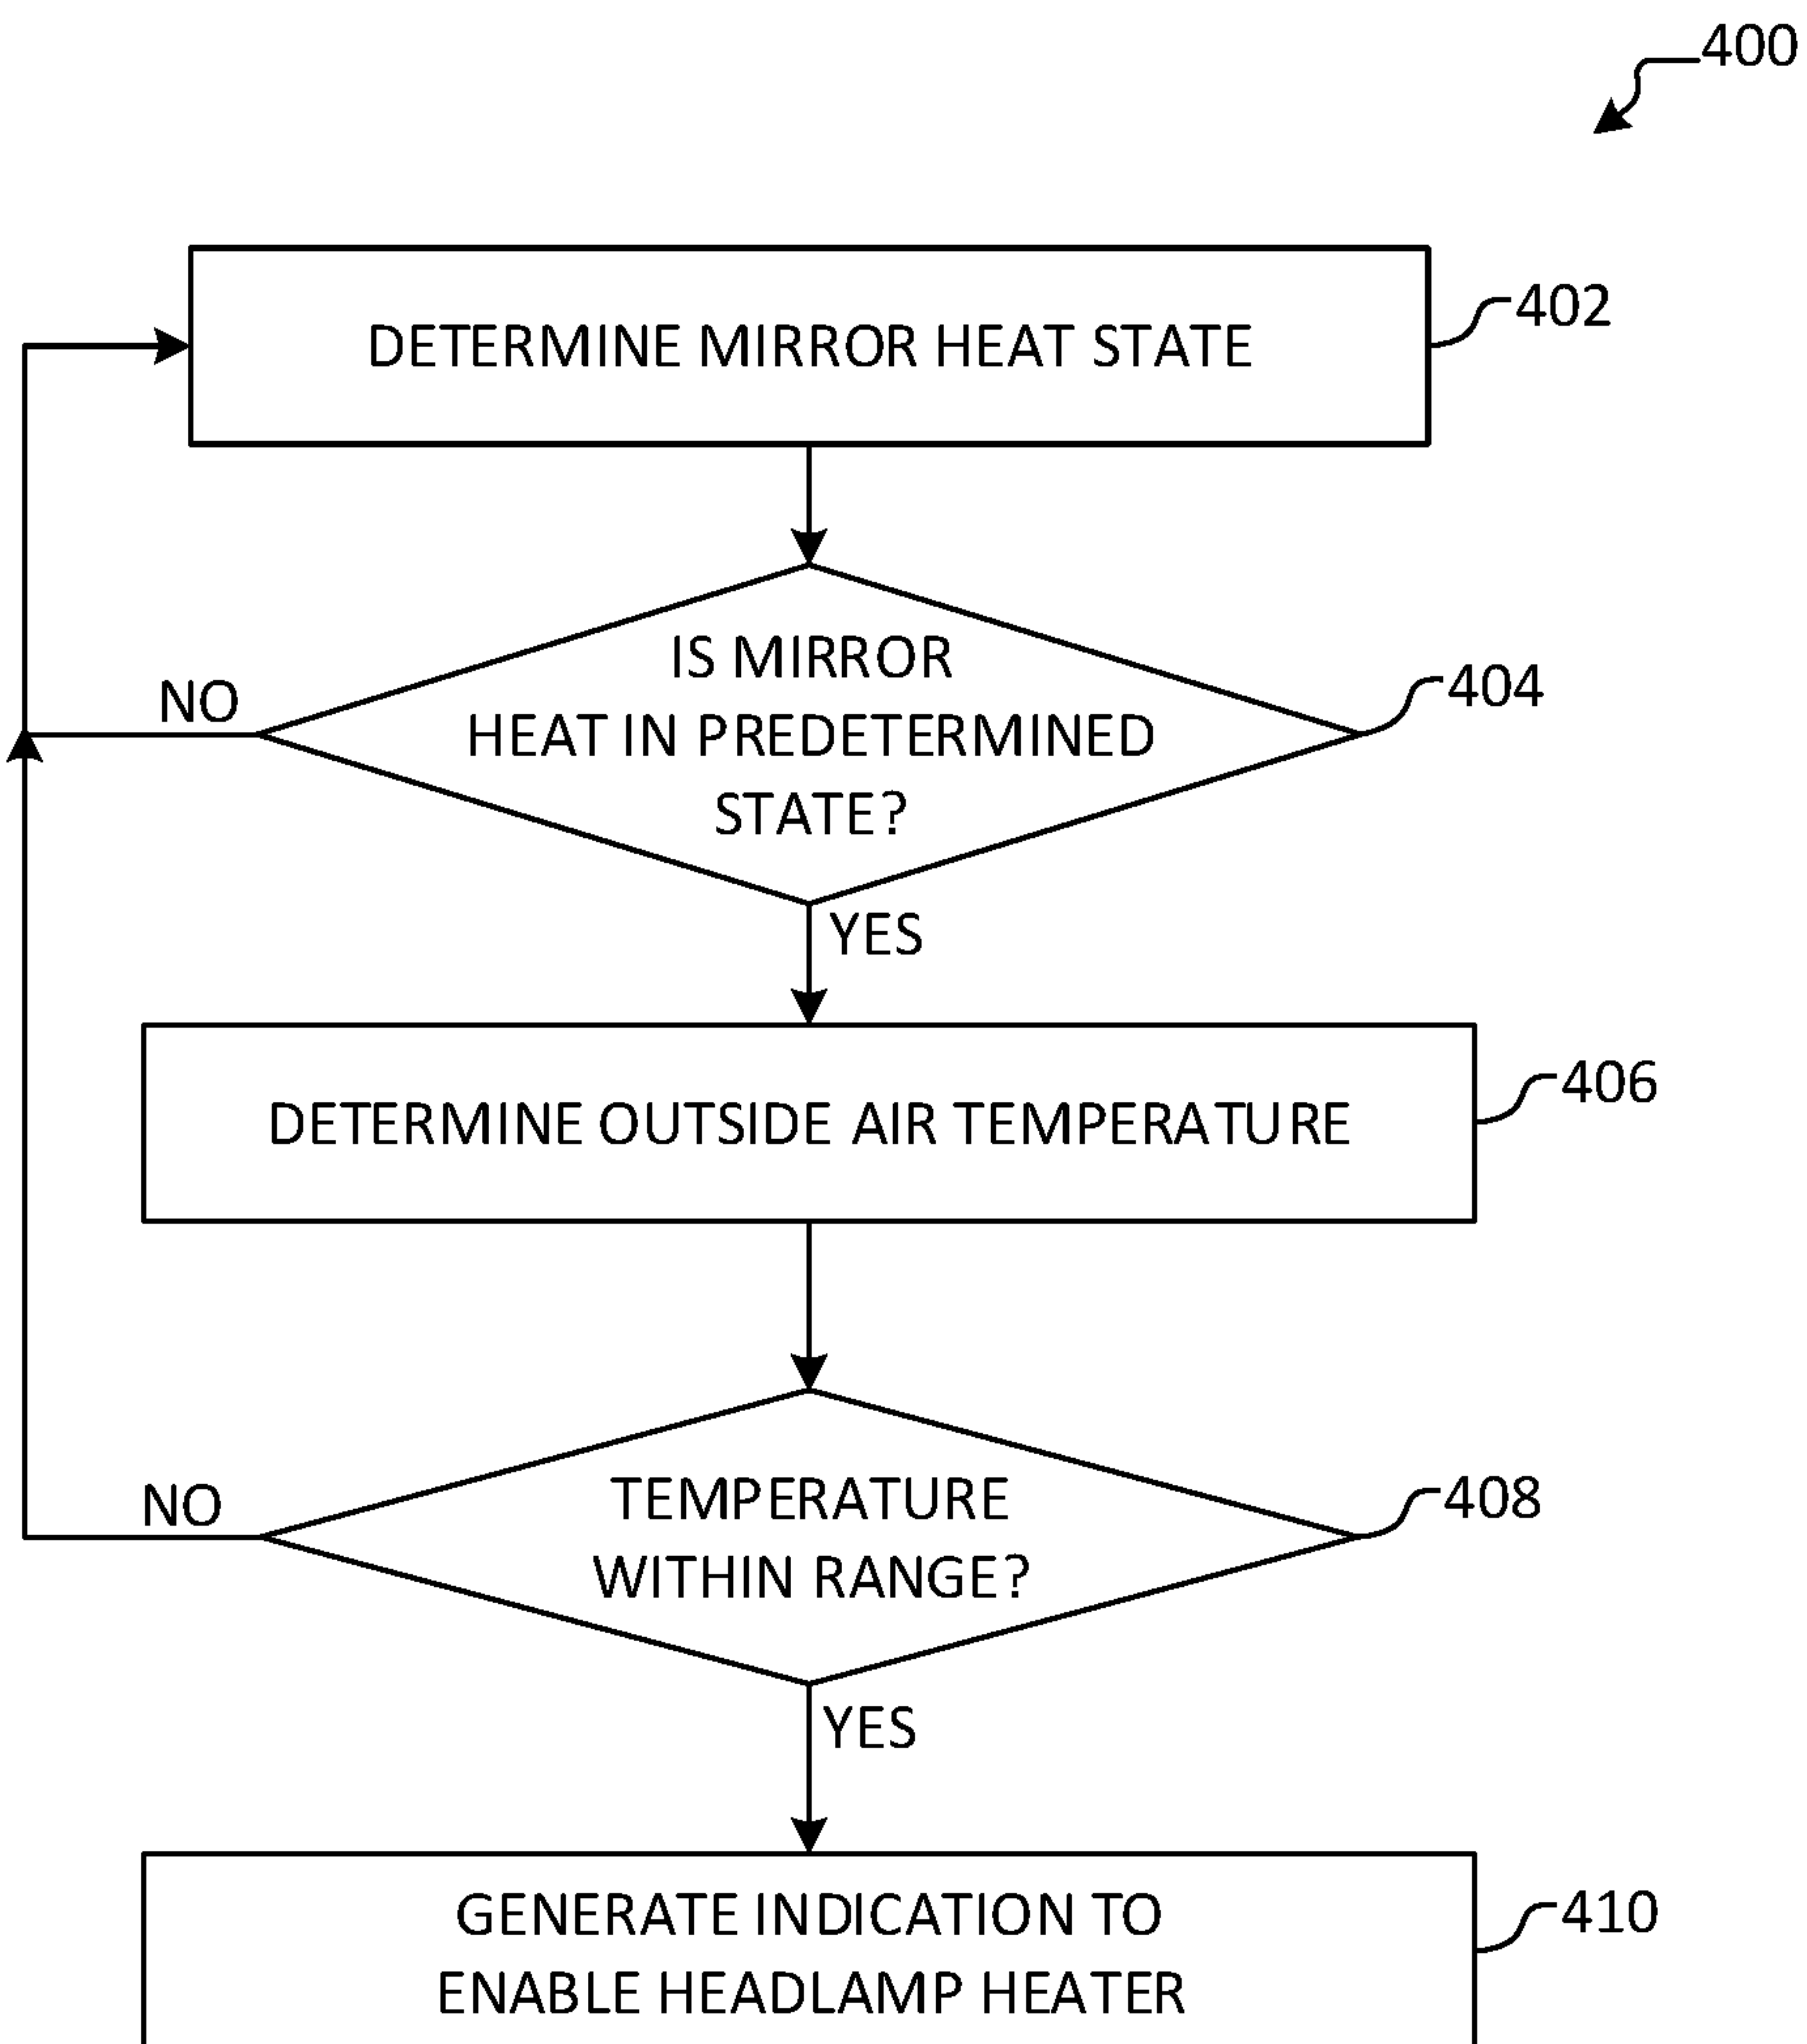 400
DETERMINE MIRROR HEAT STATE
402
IS MIRROR
HEAT IN PREDETERMINED
STATE?
404
NO
YES
DETERMINE OUTSIDE AIR TEMPERATURE
406
TEMPERATURE
WITHIN RANGE?
408
NO
YES
GENERATE INDICATION TO
ENABLE HEADLAMP HEATER
410